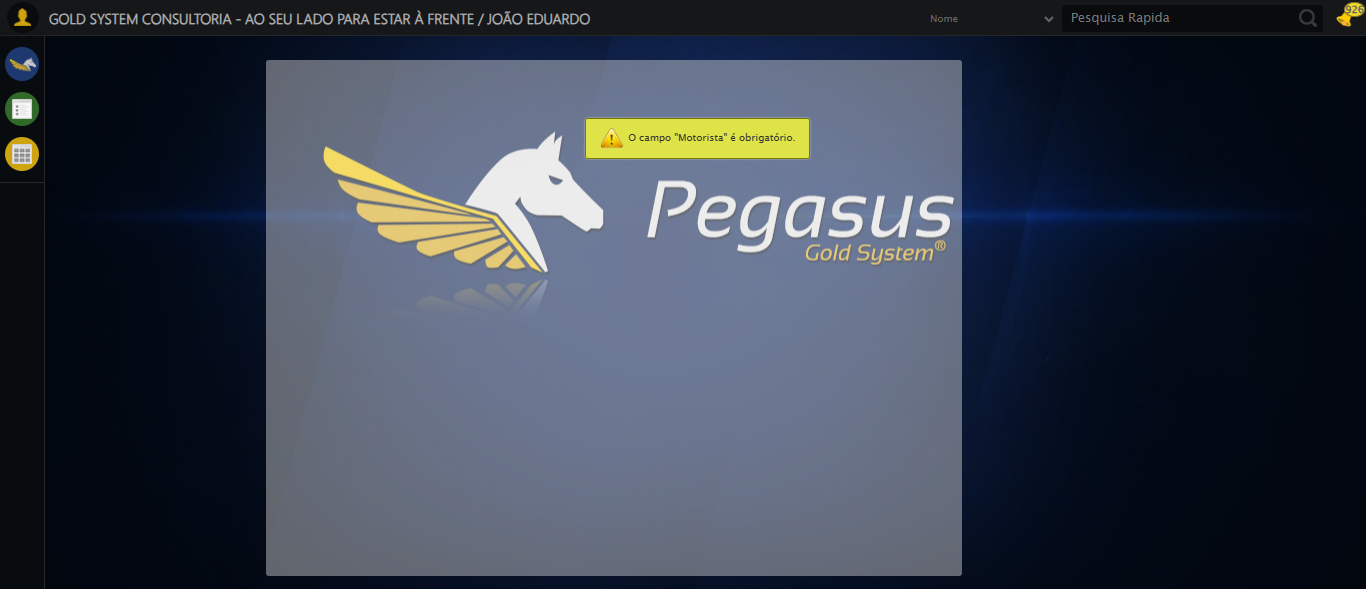 GOLD SYSTEM CONSULTORIA - AO SEU LADO PARA ESTAR À FRENTE / JOÃO EDUARDO
Nome
Pesquisa Rapida
926
O campo "Motorista" é obrigatório.
Pegasus
Gold System®